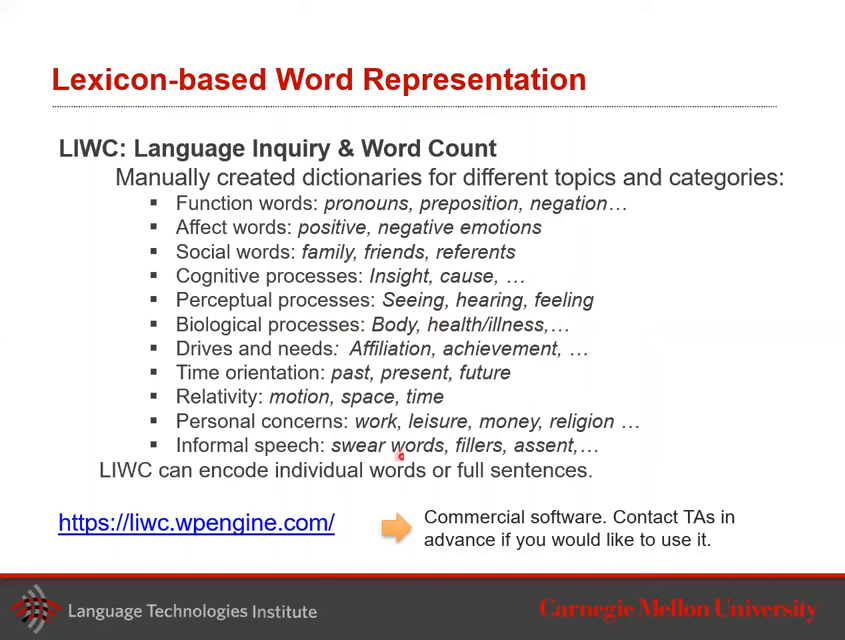 Lexicon-based Word Representation
LIWC: Language Inquiry & Word Count
Manually created dictionaries for different topics and categories:
▪ Function words: pronouns, preposition, negation…
▪ Affect words: positive, negative emotions
▪ Social words: family, friends, referents
▪ Cognitive processes: Insight, cause, …
▪ Perceptual processes: Seeing, hearing, feeling
▪ Biological processes: Body, health/illness,…
▪ Drives and needs: Affiliation, achievement, …
▪ Time orientation: past, present, future
▪ Relativity: motion, space, time
▪ Personal concerns: work, leisure, money, religion …
▪ Informal speech: swear words, fillers, assent,…
LIWC can encode individual words or full sentences.
https://liwc.wpengine.com/
Commercial software. Contact TAs in
advance if you would like to use it.
Language Technologies Institute
Carnegie Mellon University